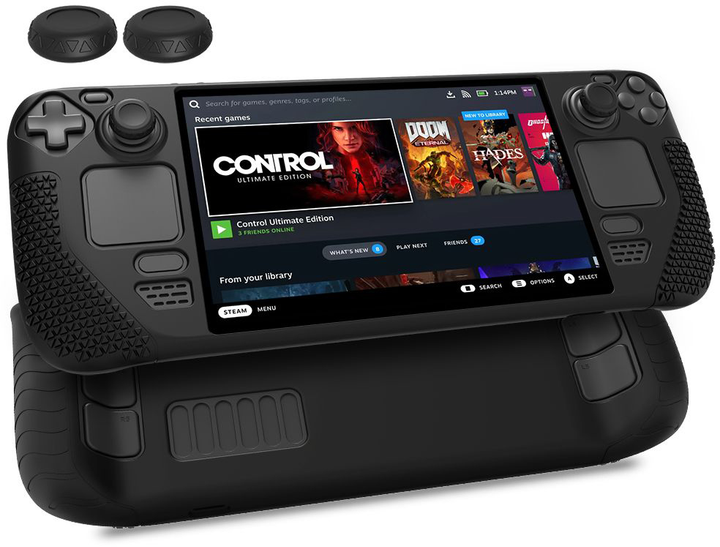 Search for games, genres, tags, or profiles...
1:14PM
Recent games
NEW TO LIBRARY
CONTROL
ULTIMATE EDITION
DOOM
ETERNAL
HADES
Control Ultimate Edition
3 FRIENDS ONLINE
WHAT'S NEW 8 PLAY NEXT FRIENDS 27
From your library
STEAM MENU
SEARCH OPTIONS A SELECT